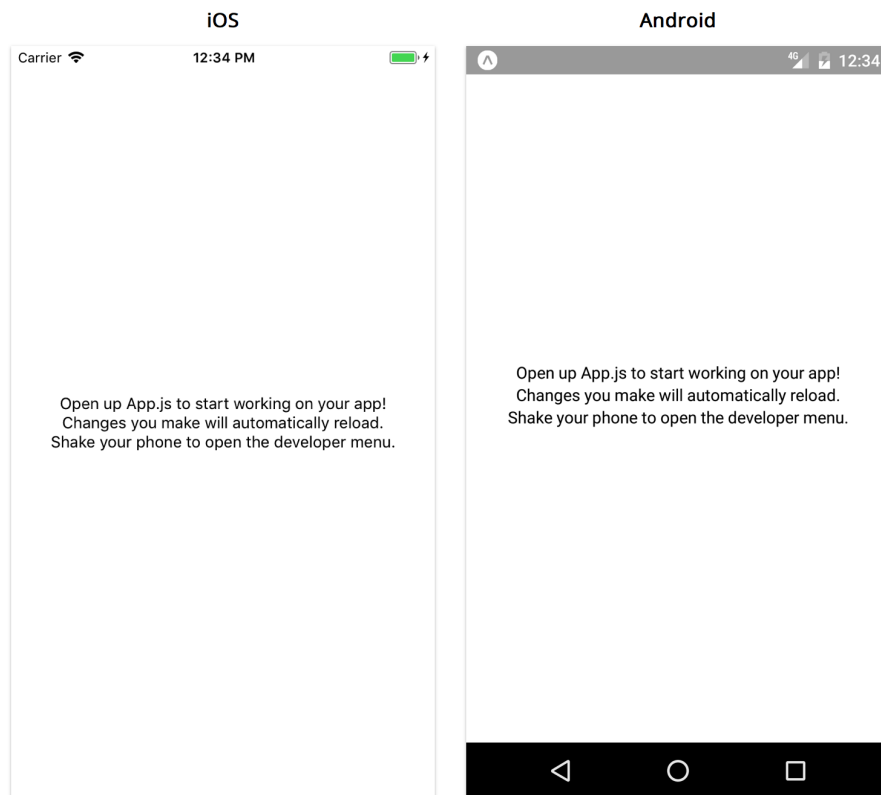 iOS
Android
Carrier
12:34 PM
4G
12:34
Open up App.js to start working on your app!
Changes you make will automatically reload.
Shake your phone to open the developer menu.
Open up App.js to start working on your app!
Changes you make will automatically reload.
Shake your phone to open the developer menu.